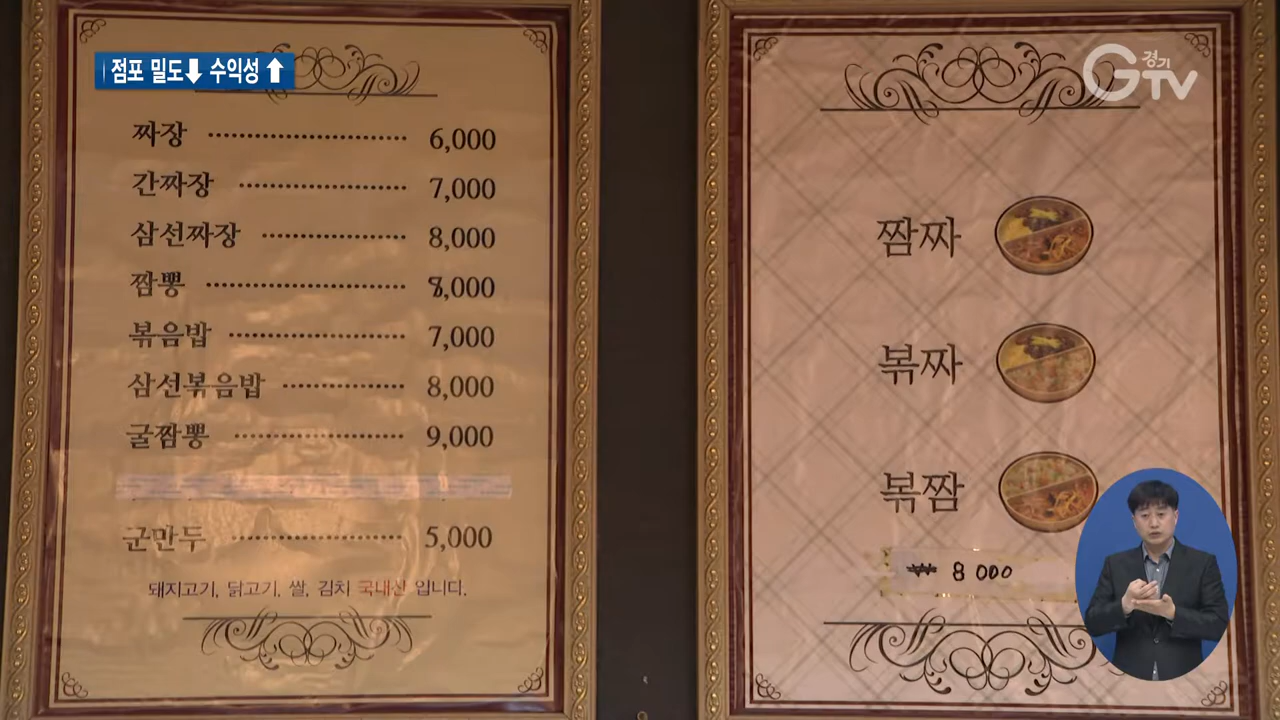 점포 밀도⬇ 수익성⬆
경기
GTV
짜장 6,000
간짜장 7,000
삼선짜장 8,000
짬뽕 8,000
볶음밥 7,000
삼선볶음밥 8,000
굴짬뽕 9,000
군만두 5,000
돼지고기, 닭고기, 쌀, 김치 국내산 입니다.
짬짜
볶짜
볶짬
₩ 8 000